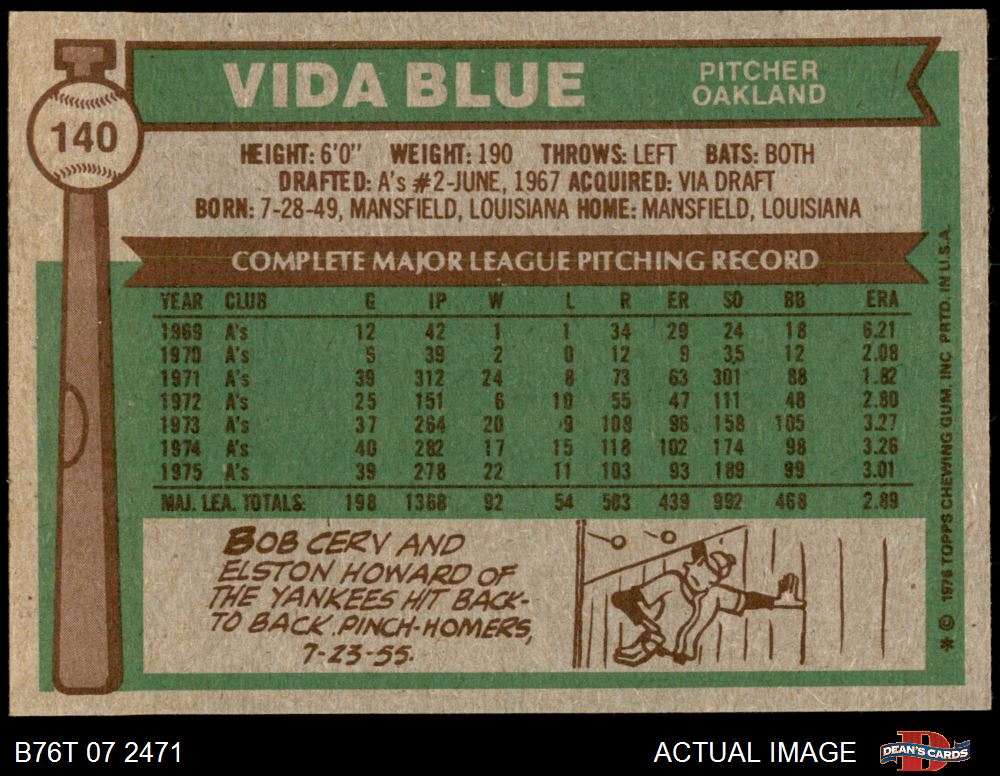 VIDA BLUE
PITCHER
OAKLAND
140
HEIGHT: 6'0" WEIGHT: 190 THROWS: LEFT BATS: BOTH
DRAFTED: A's #2-JUNE, 1967 ACQUIRED: VIA DRAFT
BORN: 7-28-49, MANSFIELD, LOUISIANA HOME: MANSFIELD, LOUISIANA
COMPLETE MAJOR LEAGUE PITCHING RECORD
YEAR CLUB G IP W L R ER SO BB ERA
1969 A's 12 42 1 1 34 29 24 18 6.21
1970 A's 6 39 2 0 12 9 35 12 2.08
1971 A's 39 312 24 8 73 63 301 88 1.82
1972 A's 25 151 6 10 55 47 111 48 2.80
1973 A's 37 264 20 9 108 96 158 105 3.27
1974 A's 40 282 17 15 118 102 174 98 3.26
1975 A's 39 278 22 11 103 93 189 99 3.01
MAJ. LEA. TOTALS: 198 1368 92 54 503 439 992 468 2.89
BOB CERV AND
ELSTON HOWARD OF
THE YANKEES HIT BACK-
TO BACK PINCH-HOMERS,
7-23-55.
* © 1976 TOPPS CHEWING GUM, INC. PRTD. IN U.S.A.
B76T 07 2471
ACTUAL IMAGE
DEAN'S CARDS